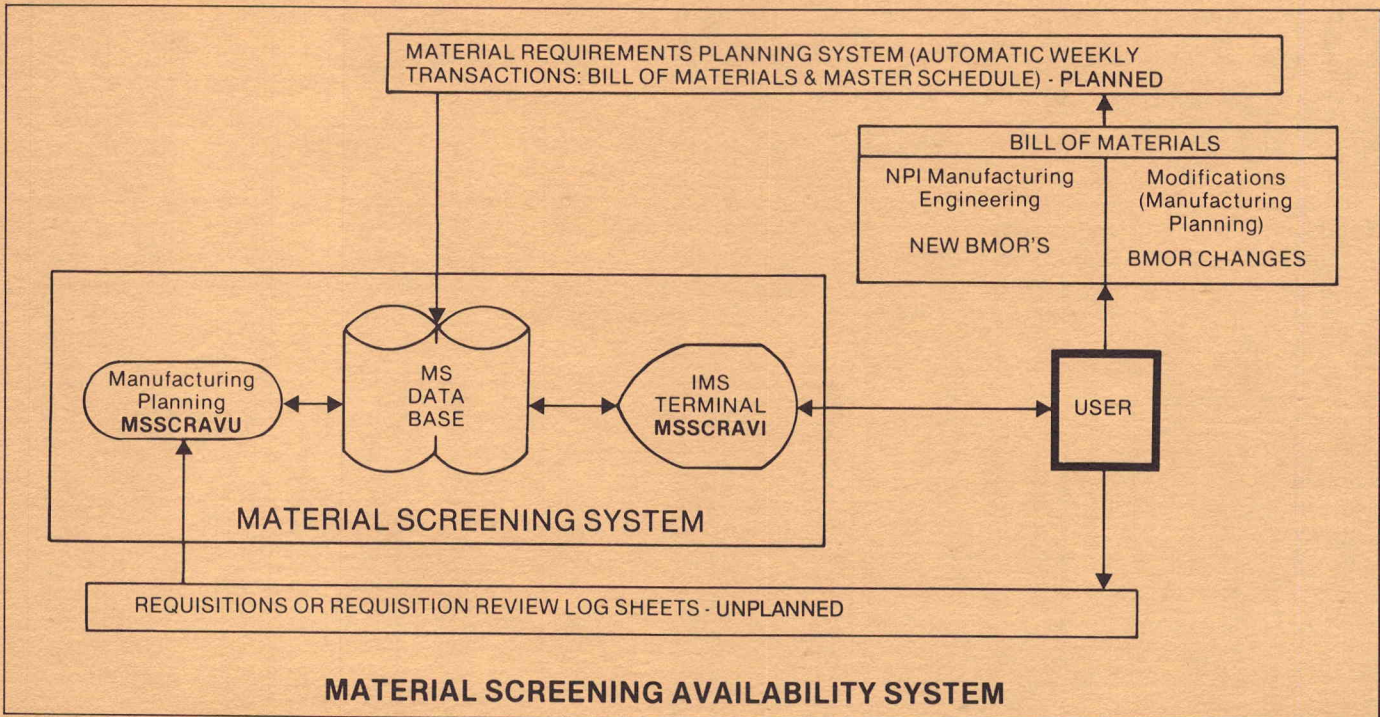 MATERIAL REQUIREMENTS PLANNING SYSTEM (AUTOMATIC WEEKLY
TRANSACTIONS: BILL OF MATERIALS & MASTER SCHEDULE) - PLANNED
BILL OF MATERIALS
NPI Manufacturing
Engineering
NEW BMOR'S
Modifications
(Manufacturing
Planning)
BMOR CHANGES
Manufacturing
Planning
MSSCRAVU
MS
DATA
BASE
IMS
TERMINAL
MSSCRAVI
USER
MATERIAL SCREENING SYSTEM
REQUISITIONS OR REQUISITION REVIEW LOG SHEETS - UNPLANNED
MATERIAL SCREENING AVAILABILITY SYSTEM